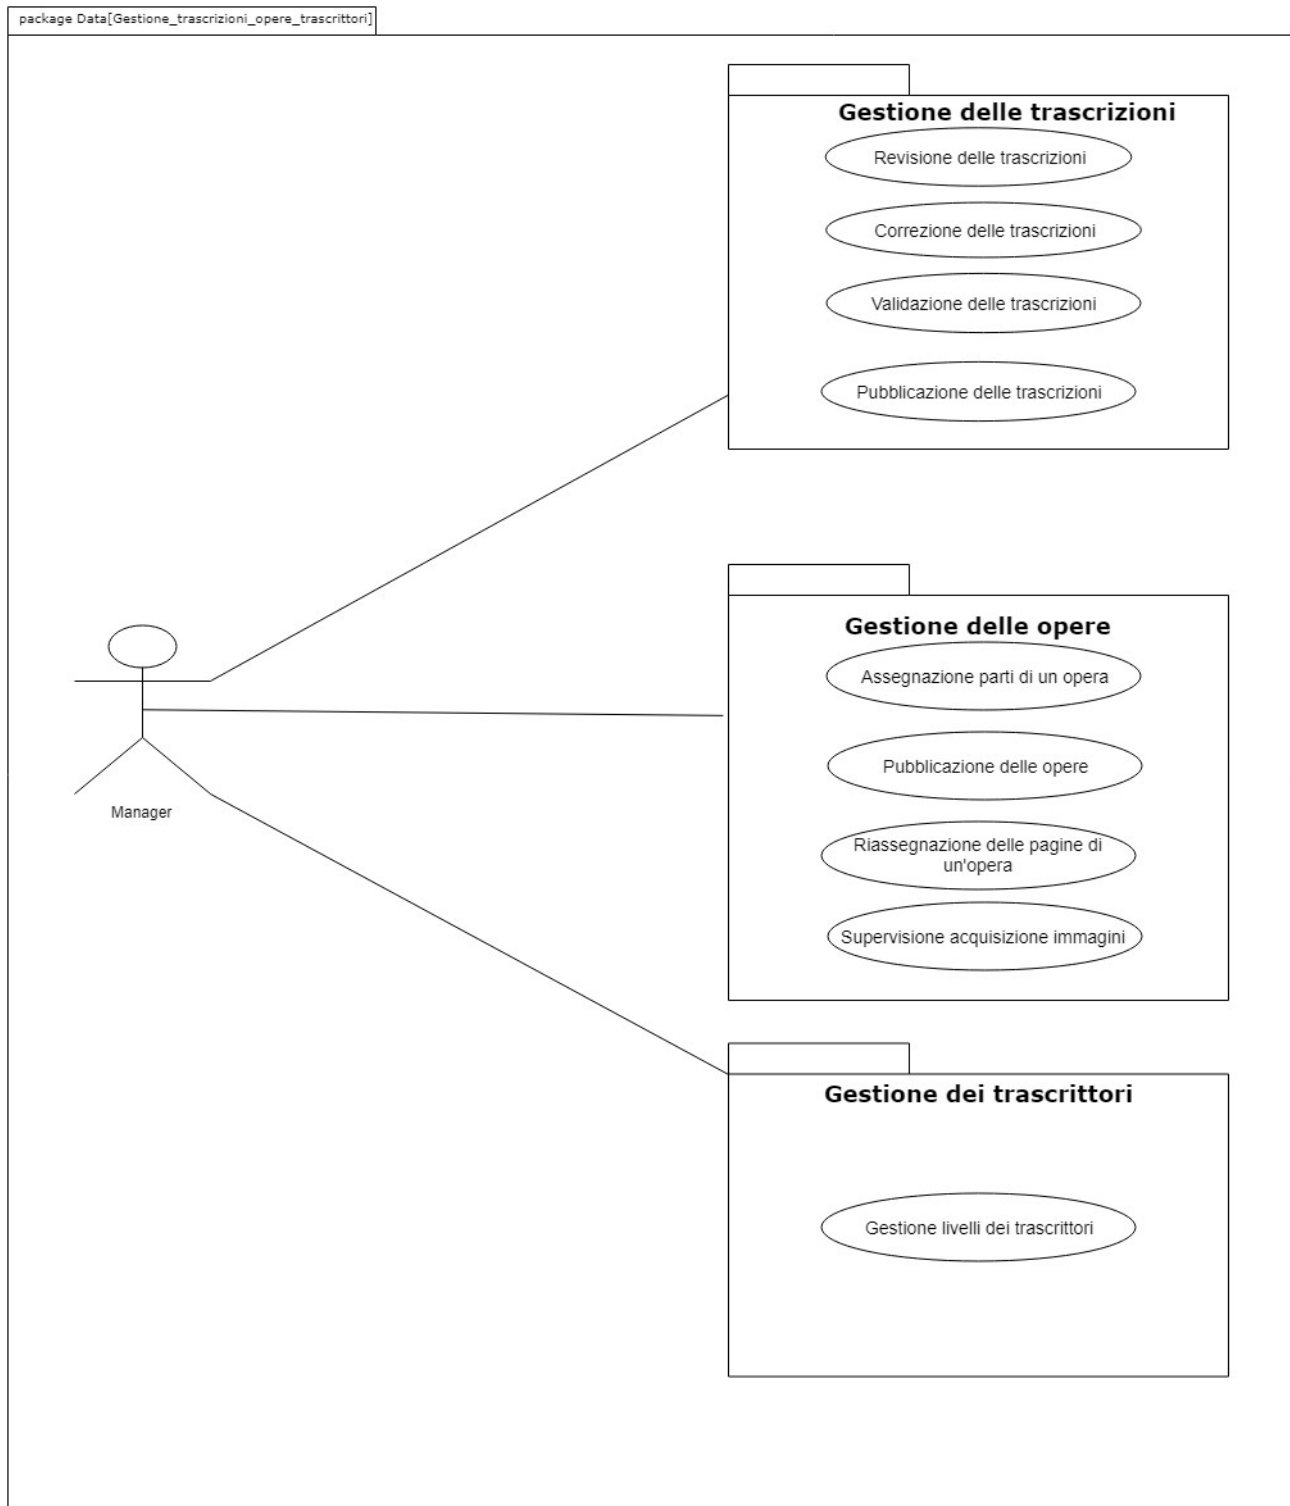 package Data[Gestione_trascrizioni_opere_trascrittori]
Gestione delle trascrizioni
Revisione delle trascrizioni
Correzione delle trascrizioni
Validazione delle trascrizioni
Pubblicazione delle trascrizioni
Gestione delle opere
Assegnazione parti di un opera
Pubblicazione delle opere
Riassegnazione delle pagine di
un'opera
Supervisione acquisizione immagini
Manager
Gestione dei trascrittori
Gestione livelli dei trascrittori